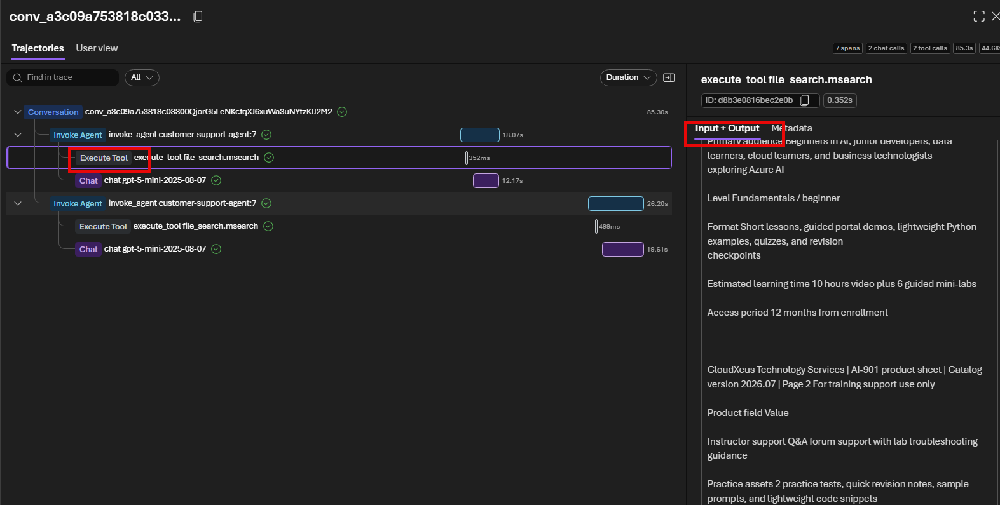 conv_a3c09a753818c033...
Trajectories
User view
7 spans
2 chat calls
2 tool calls
85.3s
44.6K
Find in trace
All
Duration
Conversation conv_a3c09a753818c03300QjorG5LeNKcfqXJ6xuWa3uNYtzKlJ2M2
85.30s
Invoke Agent invoke_agent customer-support-agent:7
18.07s
Execute Tool execute_tool file_search.msearch
352ms
Chat chat gpt-5-mini-2025-08-07
12.17s
Invoke Agent invoke_agent customer-support-agent:7
26.20s
Execute Tool execute_tool file_search.msearch
499ms
Chat chat gpt-5-mini-2025-08-07
19.61s
execute_tool file_search.msearch
ID: d8b3e0816bec2e0b
0.352s
Input + Output
Metadata
Primary audience Beginners in AI, junior developers, data
learners, cloud learners, and business technologists
exploring Azure AI
Level Fundamentals / beginner
Format Short lessons, guided portal demos, lightweight Python
examples, quizzes, and revision
checkpoints
Estimated learning time 10 hours video plus 6 guided mini-labs
Access period 12 months from enrollment
CloudXeus Technology Services | AI-901 product sheet | Catalog
version 2026.07 | Page 2 For training support use only
Product field Value
Instructor support Q&A forum support with lab troubleshooting
guidance
Practice assets 2 practice tests, quick revision notes, sample
prompts, and lightweight code snippets